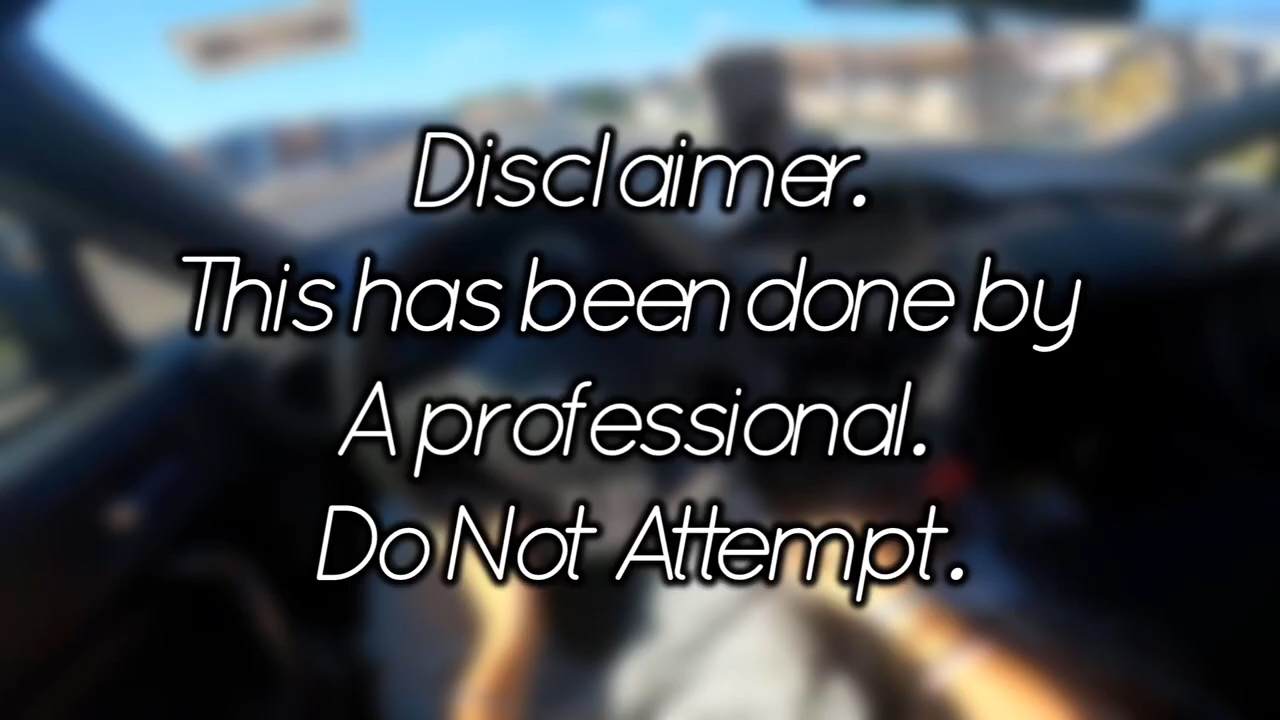 Disclaimer.
This has been done by
A professional.
Do Not Attempt.